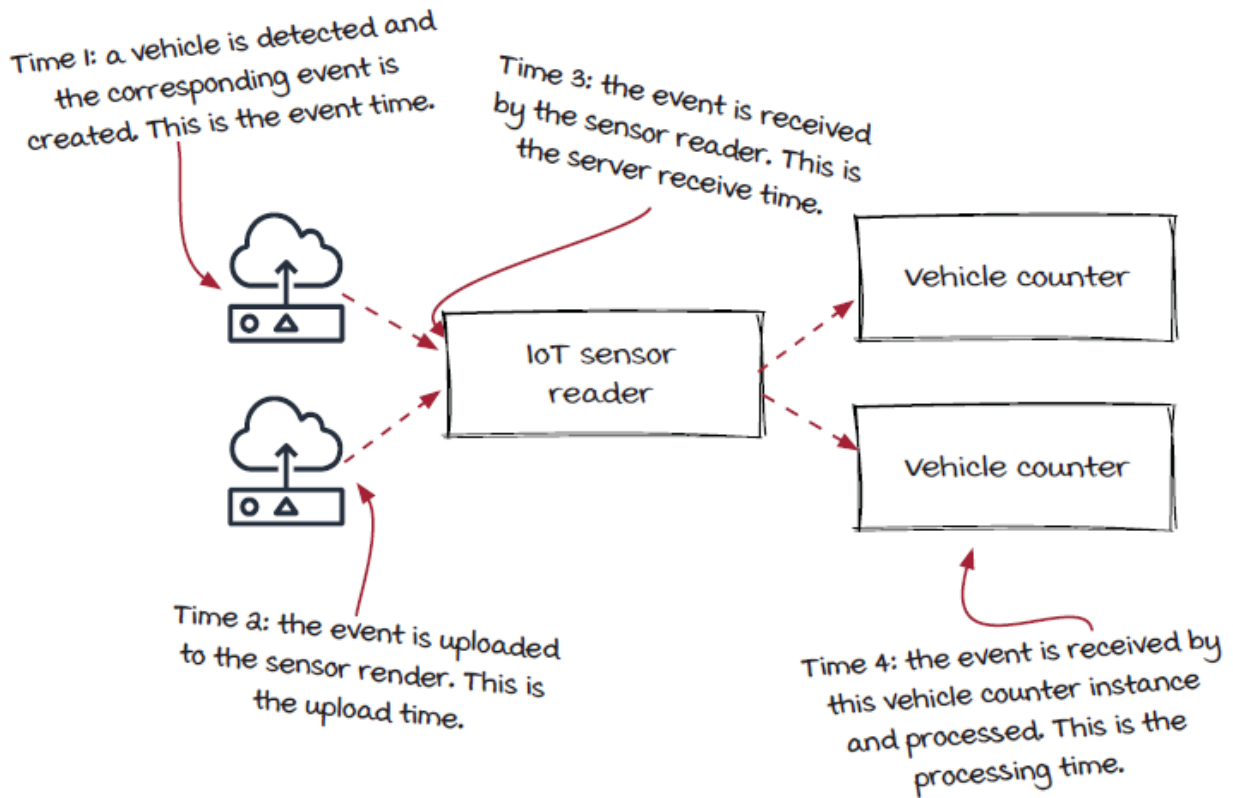 Time 1: a vehicle is detected and
the corresponding event is
created. This is the event time.
Time 3: the event is received
by the sensor reader. This is
the server receive time.
Vehicle counter
IoT sensor
reader
Vehicle counter
Time 2: the event is uploaded
to the sensor render. This is
the upload time.
Time 4: the event is received by
this vehicle counter instance
and processed. This is the
processing time.